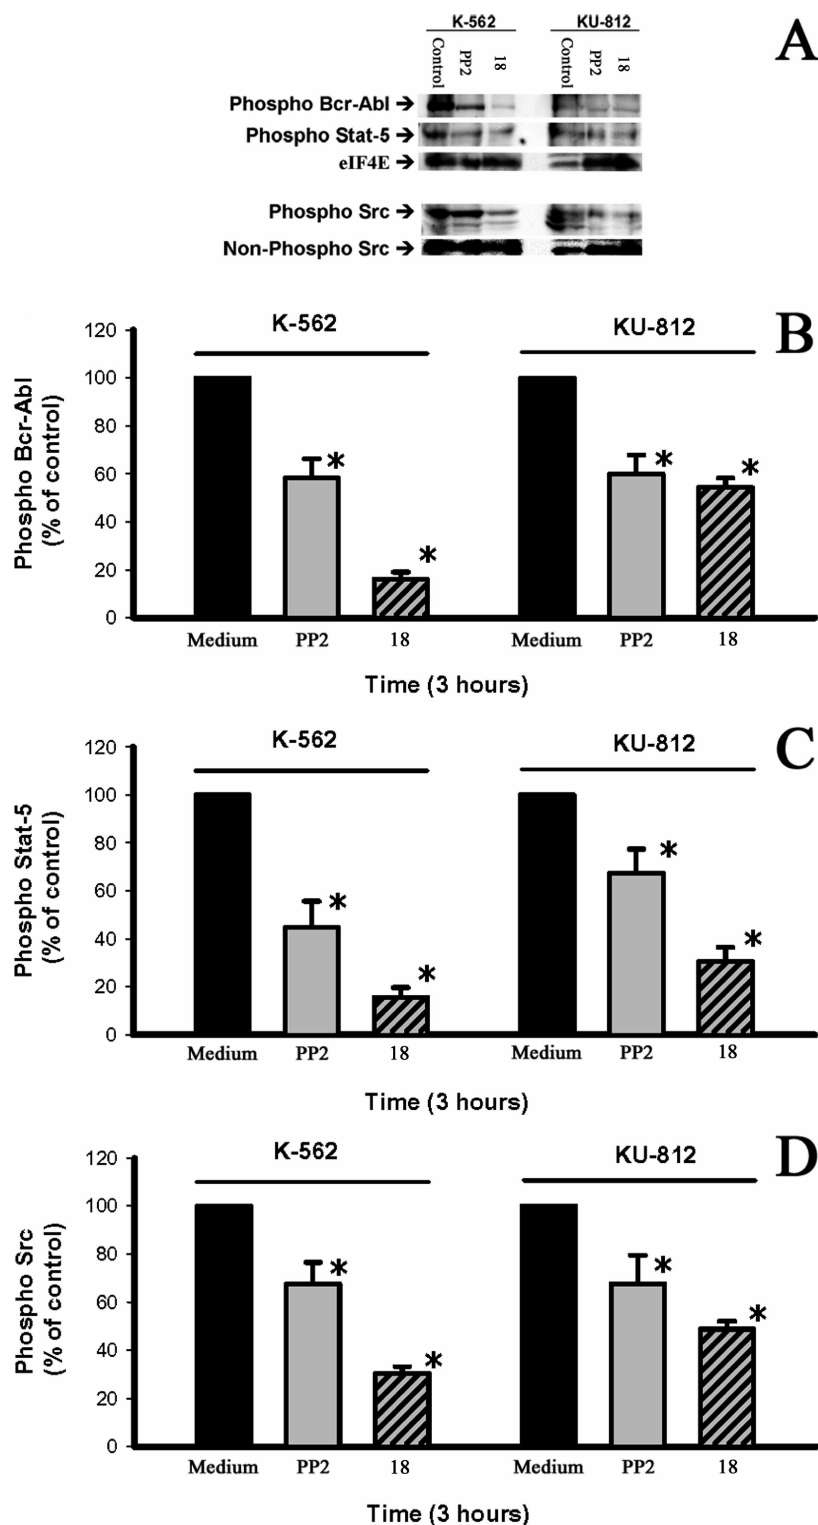 A
K-562 KU-812
Control PP2 18 Control PP2 18
Phospho Bcr-Abl →
Phospho Stat-5 →
eIF4E →
Phospho Src →
Non-Phospho Src →
B
K-562 KU-812
Phospho Bcr-Abl
(% of control)
120
100
80
60
40
20
0
* * * *
Medium PP2 18 Medium PP2 18
Time (3 hours)
C
K-562 KU-812
Phospho Stat-5
(% of control)
120
100
80
60
40
20
0
* * * *
Medium PP2 18 Medium PP2 18
Time (3 hours)
D
K-562 KU-812
Phospho Src
(% of control)
120
100
80
60
40
20
0
* * * *
Medium PP2 18 Medium PP2 18
Time (3 hours)